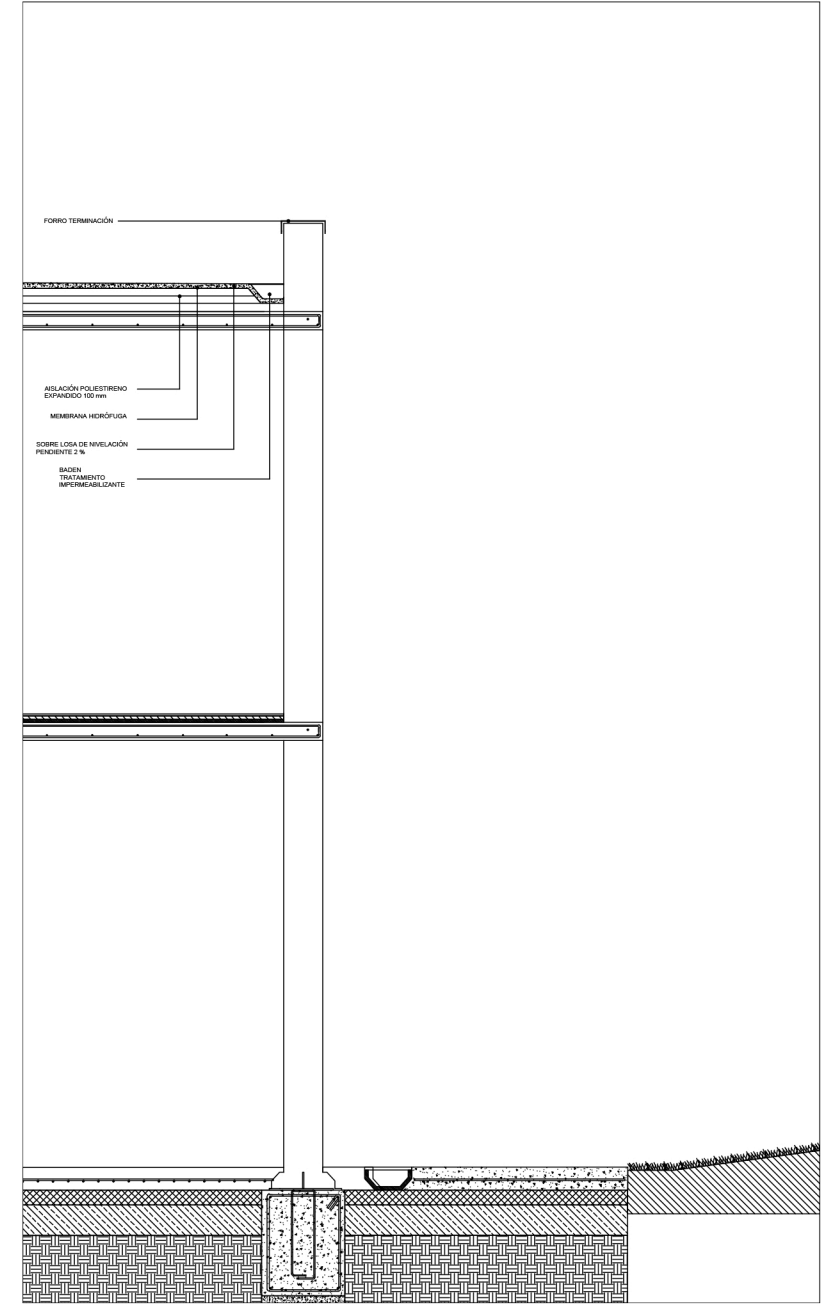 FORRO TERMINACIÓN
AISLACIÓN POLIESTIRENO
EXPANDIDO 100 mm
MEMBRANA HIDRÓFUGA
SOBRE LOSA DE NIVELACIÓN
PENDIENTE 2 %
BADEN
TRATAMIENTO
IMPERMEABILIZANTE